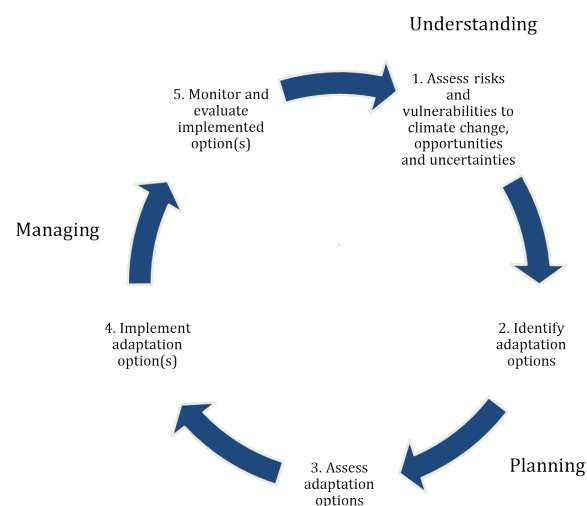 Understanding
1. Assess risks
and
vulnerabilities to
climate change,
opportunities
and uncertainties
2. Identify
adaptation
options
Planning
3. Assess
adaptation
options
4. Implement
adaptation
option(s)
Managing
5. Monitor and
evaluate
implemented
option(s)